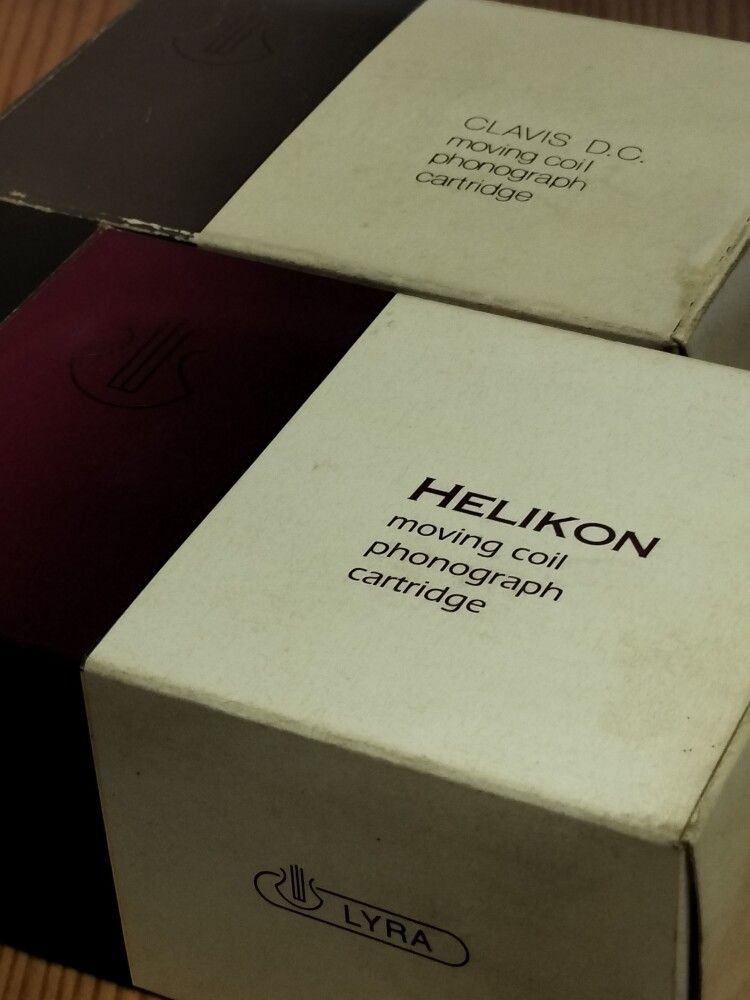 CLAVIS D.C.
moving coil
phonograph
cartridge
HELIKON
moving coil
phonograph
cartridge
LYRA